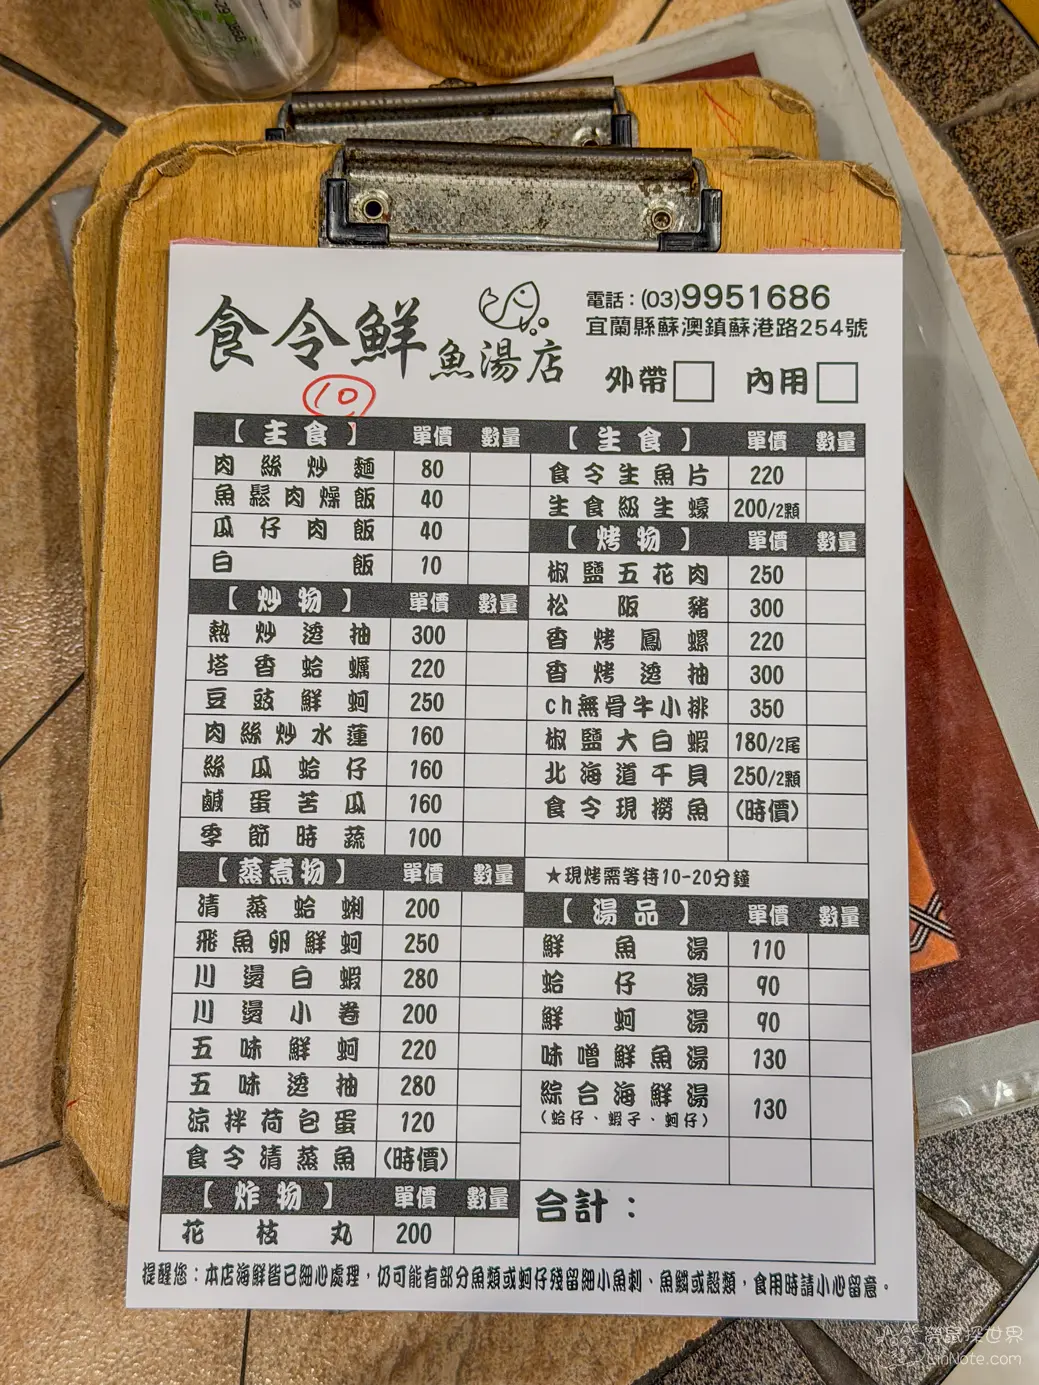 食令鮮魚湯店
電話：(03)9951686
宜蘭縣蘇澳鎮蘇港路254號
外帶 內用
10
【主食】 單價 數量
肉絲炒麵 80
魚鬆肉燥飯 40
瓜仔肉飯 40
白飯 10
【炒物】 單價 數量
熱炒透抽 300
塔香蛤蠣 220
豆豉鮮蚵 250
肉絲炒水蓮 160
絲瓜蛤仔 160
鹹蛋苦瓜 160
季節時蔬 100
【蒸煮物】 單價 數量
清蒸蛤蜊 200
飛魚卵鮮蚵 250
川燙白蝦 280
川燙小卷 200
五味鮮蚵 220
五味透抽 280
涼拌荷包蛋 120
食令清蒸魚 (時價)
【炸物】 單價 數量
花枝丸 200
【生食】 單價 數量
食令生魚片 220
生食級生蠔 200/2顆
【烤物】 單價 數量
椒鹽五花肉 250
松阪豬 300
香烤鳳螺 220
香烤透抽 300
ch無骨牛小排 350
椒鹽大白蝦 180/2尾
北海道干貝 250/2顆
食令現撈魚 (時價)
★現烤需等待10-20分鐘
【湯品】 單價 數量
鮮魚湯 110
蛤仔湯 90
鮮蚵湯 90
味噌鮮魚湯 130
綜合海鮮湯 130
(蛤仔、蝦子、蚵仔)
合計：
提醒您：本店海鮮皆已細心處理，仍可能有部分魚類或蚵仔殘留細小魚刺、魚鱗或殼類，食用時請小心留意。
LinNote.com